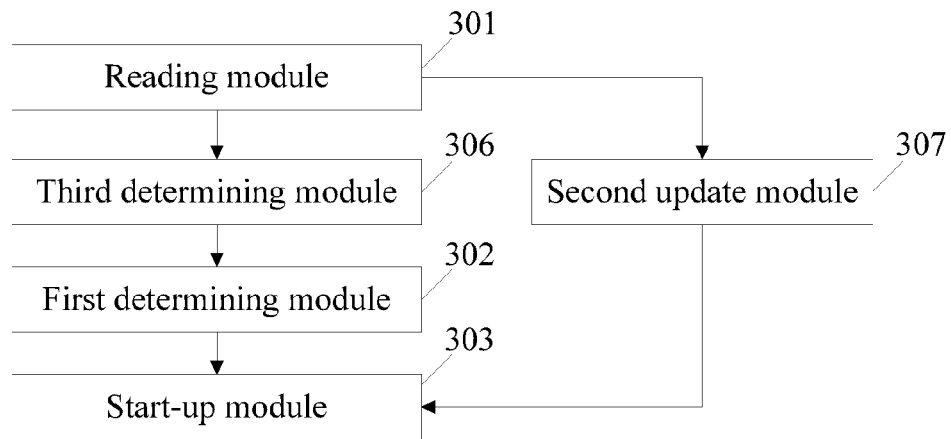 301
Reading module
306
307
Third determining module
Second update module
302
First determining module
303
Start-up module